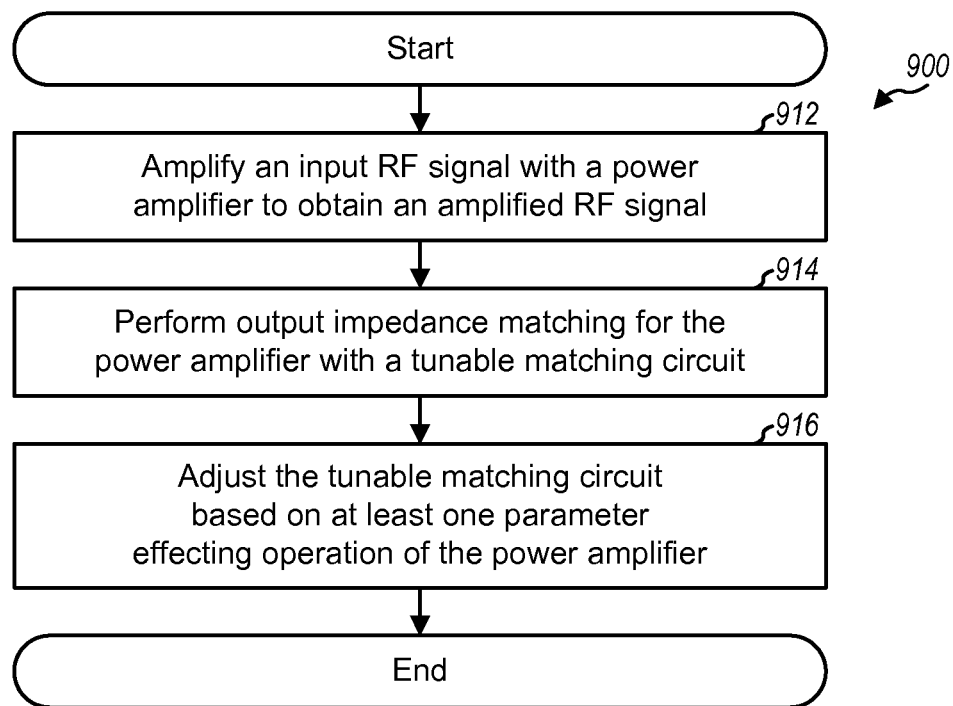 Start
900
912
Amplify an input RF signal with a power
amplifier to obtain an amplified RF signal
914
Perform output impedance matching for the
power amplifier with a tunable matching circuit
916
Adjust the tunable matching circuit
based on at least one parameter
effecting operation of the power amplifier
End